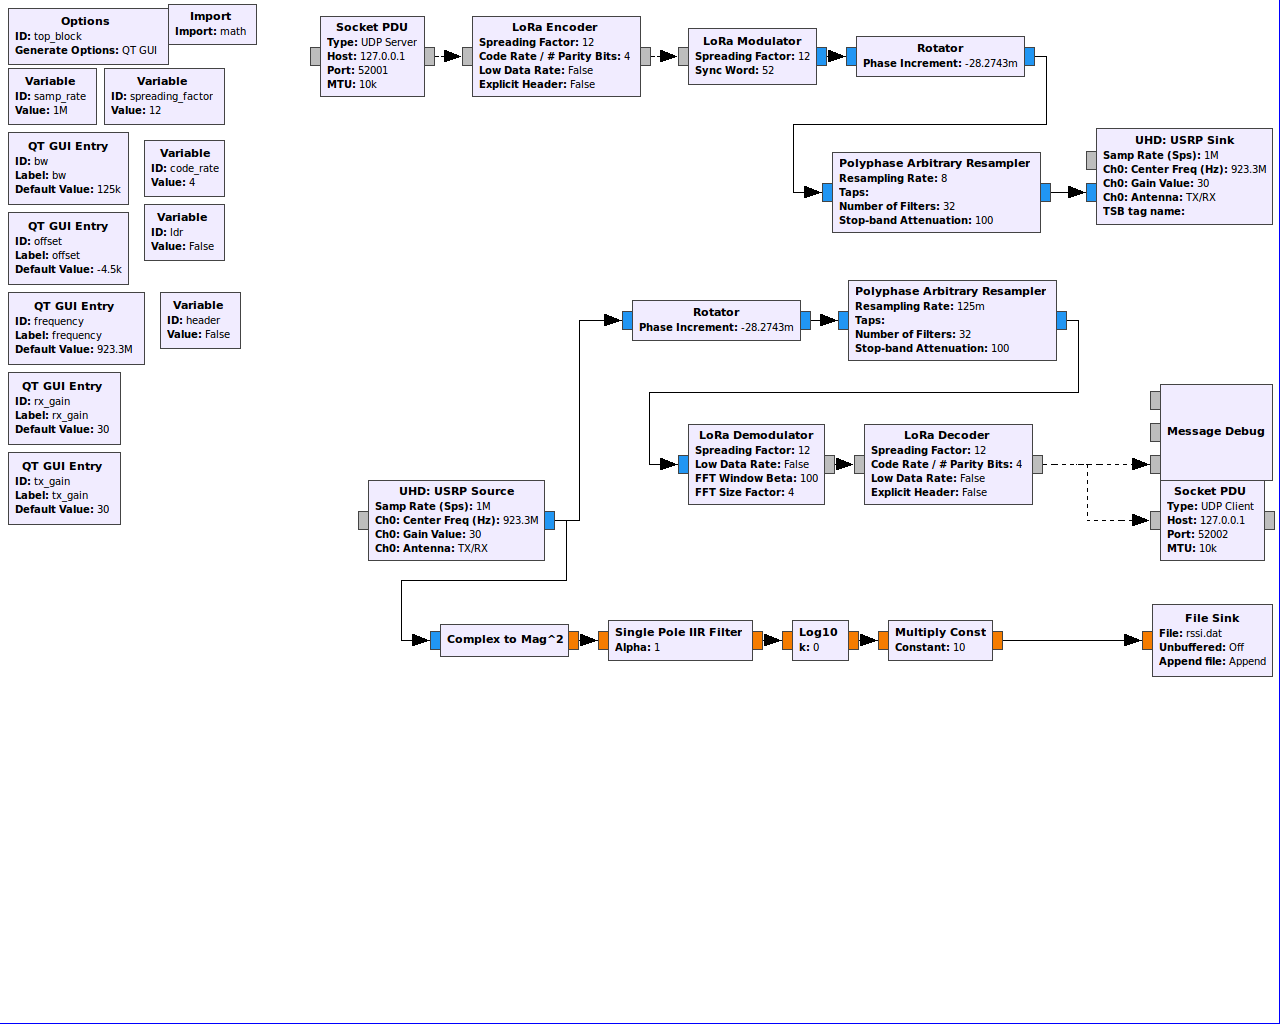 Options
ID: top_block
Generate Options: QT GUI
Import
Import: math
Variable
ID: samp_rate
Value: 1M
Variable
ID: spreading_factor
Value: 12
QT GUI Entry
ID: bw
Label: bw
Default Value: 125k
Variable
ID: code_rate
Value: 4
QT GUI Entry
ID: offset
Label: offset
Default Value: -4.5k
Variable
ID: ldr
Value: False
QT GUI Entry
ID: frequency
Label: frequency
Default Value: 923.3M
Variable
ID: header
Value: False
QT GUI Entry
ID: rx_gain
Label: rx_gain
Default Value: 30
QT GUI Entry
ID: tx_gain
Label: tx_gain
Default Value: 30
Socket PDU
Type: UDP Server
Host: 127.0.0.1
Port: 52001
MTU: 10k
LoRa Encoder
Spreading Factor: 12
Code Rate / # Parity Bits: 4
Low Data Rate: False
Explicit Header: False
LoRa Modulator
Spreading Factor: 12
Sync Word: 52
Rotator
Phase Increment: -28.2743m
Polyphase Arbitrary Resampler
Resampling Rate: 8
Taps:
Number of Filters: 32
Stop-band Attenuation: 100
UHD: USRP Sink
Samp Rate (Sps): 1M
Ch0: Center Freq (Hz): 923.3M
Ch0: Gain Value: 30
Ch0: Antenna: TX/RX
TSB tag name:
Rotator
Phase Increment: -28.2743m
Polyphase Arbitrary Resampler
Resampling Rate: 125m
Taps:
Number of Filters: 32
Stop-band Attenuation: 100
LoRa Demodulator
Spreading Factor: 12
Low Data Rate: False
FFT Window Beta: 100
FFT Size Factor: 4
LoRa Decoder
Spreading Factor: 12
Code Rate / # Parity Bits: 4
Low Data Rate: False
Explicit Header: False
Message Debug
Socket PDU
Type: UDP Client
Host: 127.0.0.1
Port: 52002
MTU: 10k
UHD: USRP Source
Samp Rate (Sps): 1M
Ch0: Center Freq (Hz): 923.3M
Ch0: Gain Value: 30
Ch0: Antenna: TX/RX
Complex to Mag^2
Single Pole IIR Filter
Alpha: 1
Log10
k: 0
Multiply Const
Constant: 10
File Sink
File: rssi.dat
Unbuffered: Off
Append file: Append